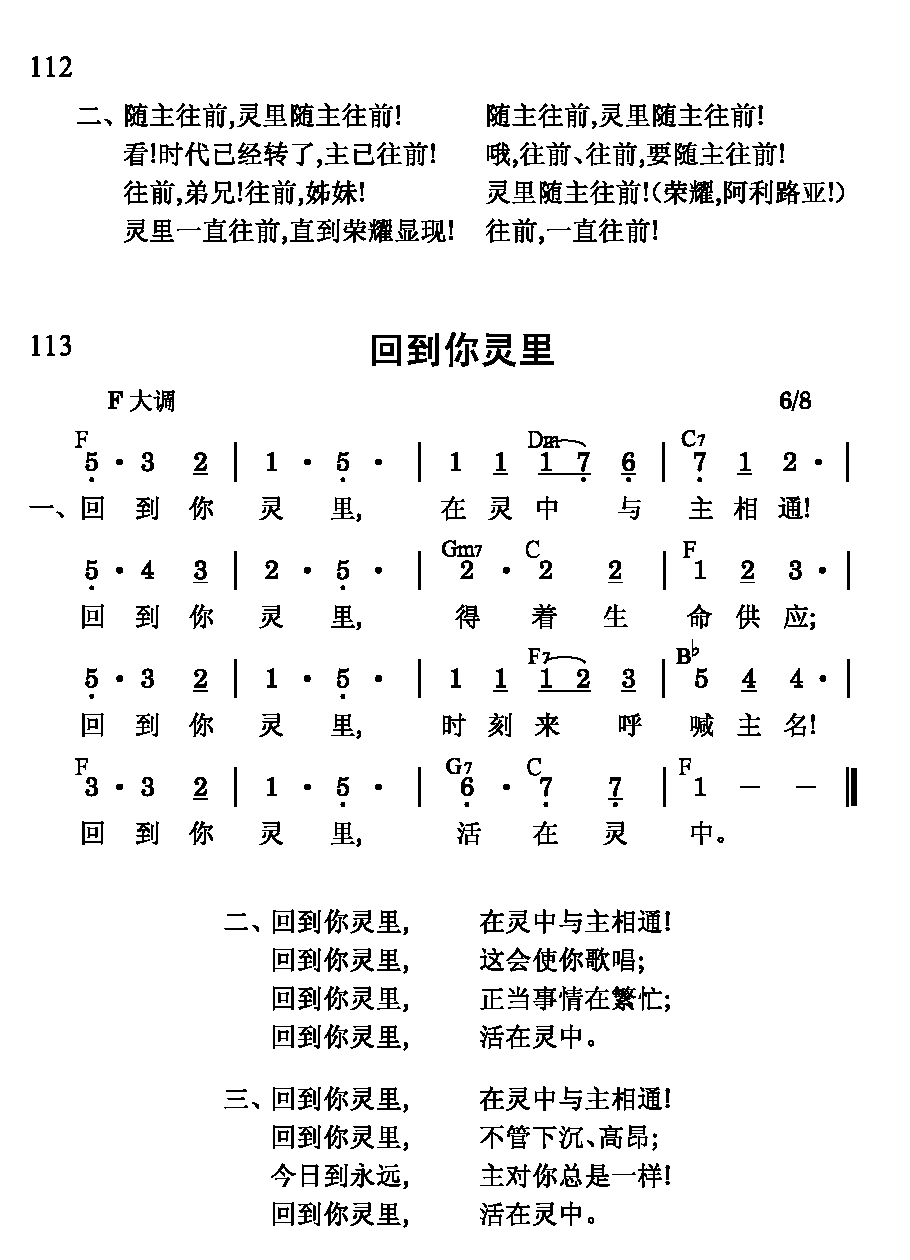 112
二、随主往前,灵里随主往前! 随主往前,灵里随主往前!
看!时代已经转了,主已往前! 哦,往前、往前,要随主往前!
往前,弟兄!往前,姊妹! 灵里随主往前!(荣耀,阿利路亚!)
灵里一直往前,直到荣耀显现! 往前,一直往前!
113 回到你灵里
F大调 6/8
F Dm C7
5 · 3 2 | 1 · 5 · | 1 1 1 7 6 | 7 1 2 · |
一、回到你灵里, 在灵中与主相通!
Gm7 C F
5 · 4 3 | 2 · 5 · | 2 · 2 2 | 1 2 3 · |
回到你灵里, 得着生命供应;
F7 B♭
5 · 3 2 | 1 · 5 · | 1 1 1 2 3 | 5 4 4 · |
回到你灵里, 时刻来呼喊主名!
F G7 C F
3 · 3 2 | 1 · 5 · | 6 · 7 7 | 1 – – ‖
回到你灵里, 活在灵中。
二、回到你灵里, 在灵中与主相通!
回到你灵里, 这会使你歌唱;
回到你灵里, 正当事情在繁忙;
回到你灵里, 活在灵中。
三、回到你灵里, 在灵中与主相通!
回到你灵里, 不管下沉、高昂;
今日到永远, 主对你总是一样!
回到你灵里, 活在灵中。